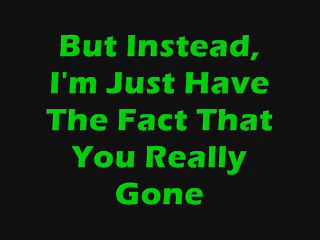 But Instead,
I'm Just Have
The Fact That
You Really
Gone